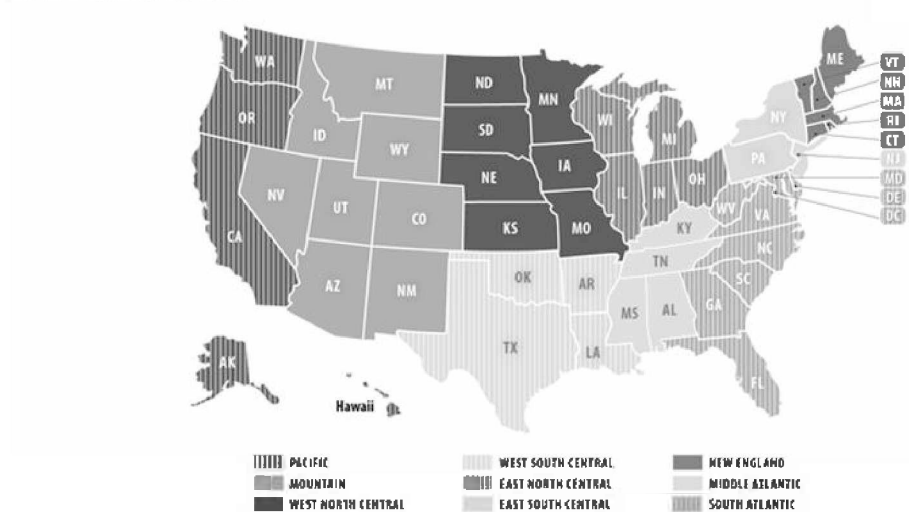 WA
MT
ND
MN
ME
VT
NH
MA
RI
CT
NJ
MD
DE
DC
OR
ID
WY
SD
WI
MI
NY
PA
NV
UT
CO
NE
IA
IL
IN
OH
WV
VA
CA
KS
MO
KY
NC
AZ
NM
OK
AR
TN
SC
MS
AL
GA
TX
LA
FL
AK
Hawaii
PACIFIC
WEST SOUTH CENTRAL
NEW ENGLAND
MOUNTAIN
EAST NORTH CENTRAL
MIDDLE ATLANTIC
WEST NORTH CENTRAL
EAST SOUTH CENTRAL
SOUTH ATLANTIC